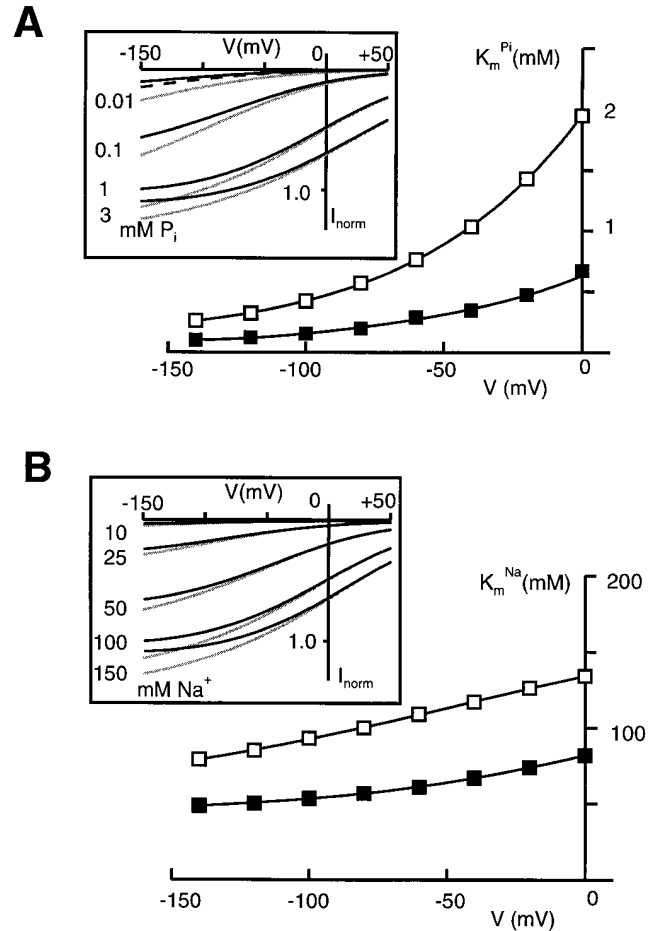 A
V(mV)
-150 0 +50
K_m^Pi(mM)
0.01
0.1
1
3
mM P_i
1.0
I_norm
2
1
-150 -100 -50 0
V (mV)
B
V(mV)
-150 0 +50
10
25
50
100
150
mM Na⁺
1.0
I_norm
K_m^Na(mM)
200
100
-150 -100 -50 0
V (mV)